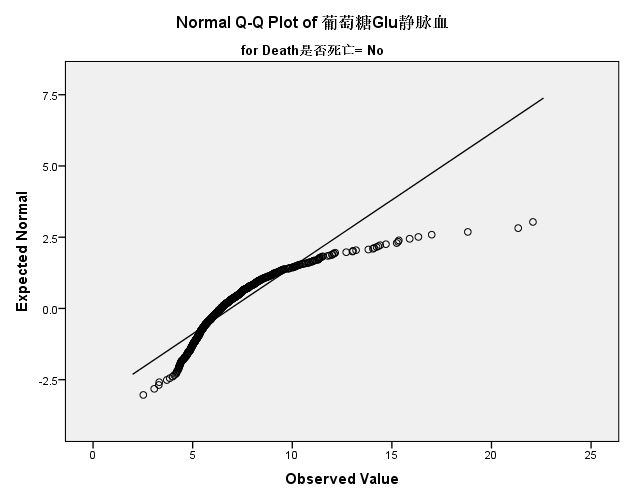 Normal Q-Q Plot of 葡萄糖Glu静脉血
for Death是否死亡= No
Expected Normal
7.5
5.0
2.5
0.0
-2.5
0 5 10 15 20 25
Observed Value